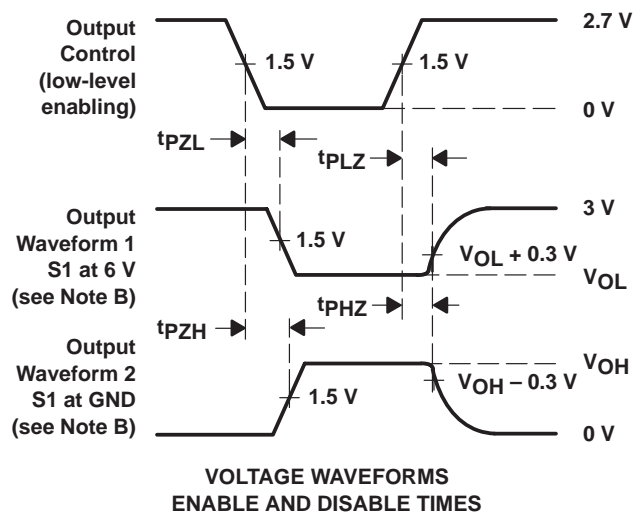 Output
Control
(low-level
enabling)
1.5 V
1.5 V
2.7 V
0 V
tPZL
tPLZ
Output
Waveform 1
S1 at 6 V
(see Note B)
1.5 V
3 V
VOL + 0.3 V
VOL
tPHZ
tPZH
Output
Waveform 2
S1 at GND
(see Note B)
1.5 V
VOH
VOH – 0.3 V
0 V
VOLTAGE WAVEFORMS
ENABLE AND DISABLE TIMES